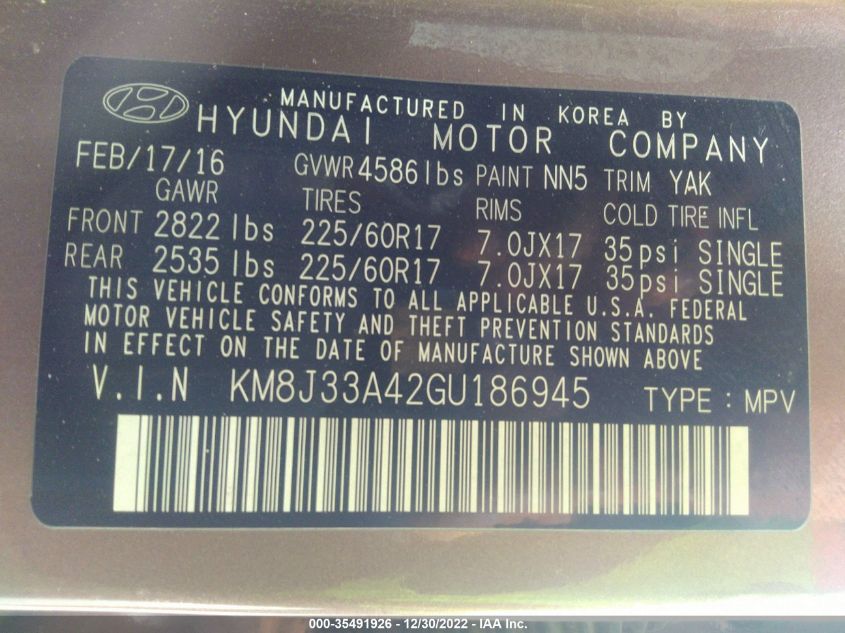 MANUFACTURED IN KOREA BY
HYUNDAI MOTOR COMPANY
FEB/17/16 GVWR 4586 lbs PAINT NN5 TRIM YAK
GAWR TIRES RIMS COLD TIRE INFL
FRONT 2822 lbs 225/60R17 7.0JX17 35psi SINGLE
REAR 2535 lbs 225/60R17 7.0JX17 35psi SINGLE
THIS VEHICLE CONFORMS TO ALL APPLICABLE U.S.A. FEDERAL
MOTOR VEHICLE SAFETY AND THEFT PREVENTION STANDARDS
IN EFFECT ON THE DATE OF MANUFACTURE SHOWN ABOVE
V.I.N KM8J33A42GU186945 TYPE : MPV
000-35491926 - 12/30/2022 - IAA Inc.